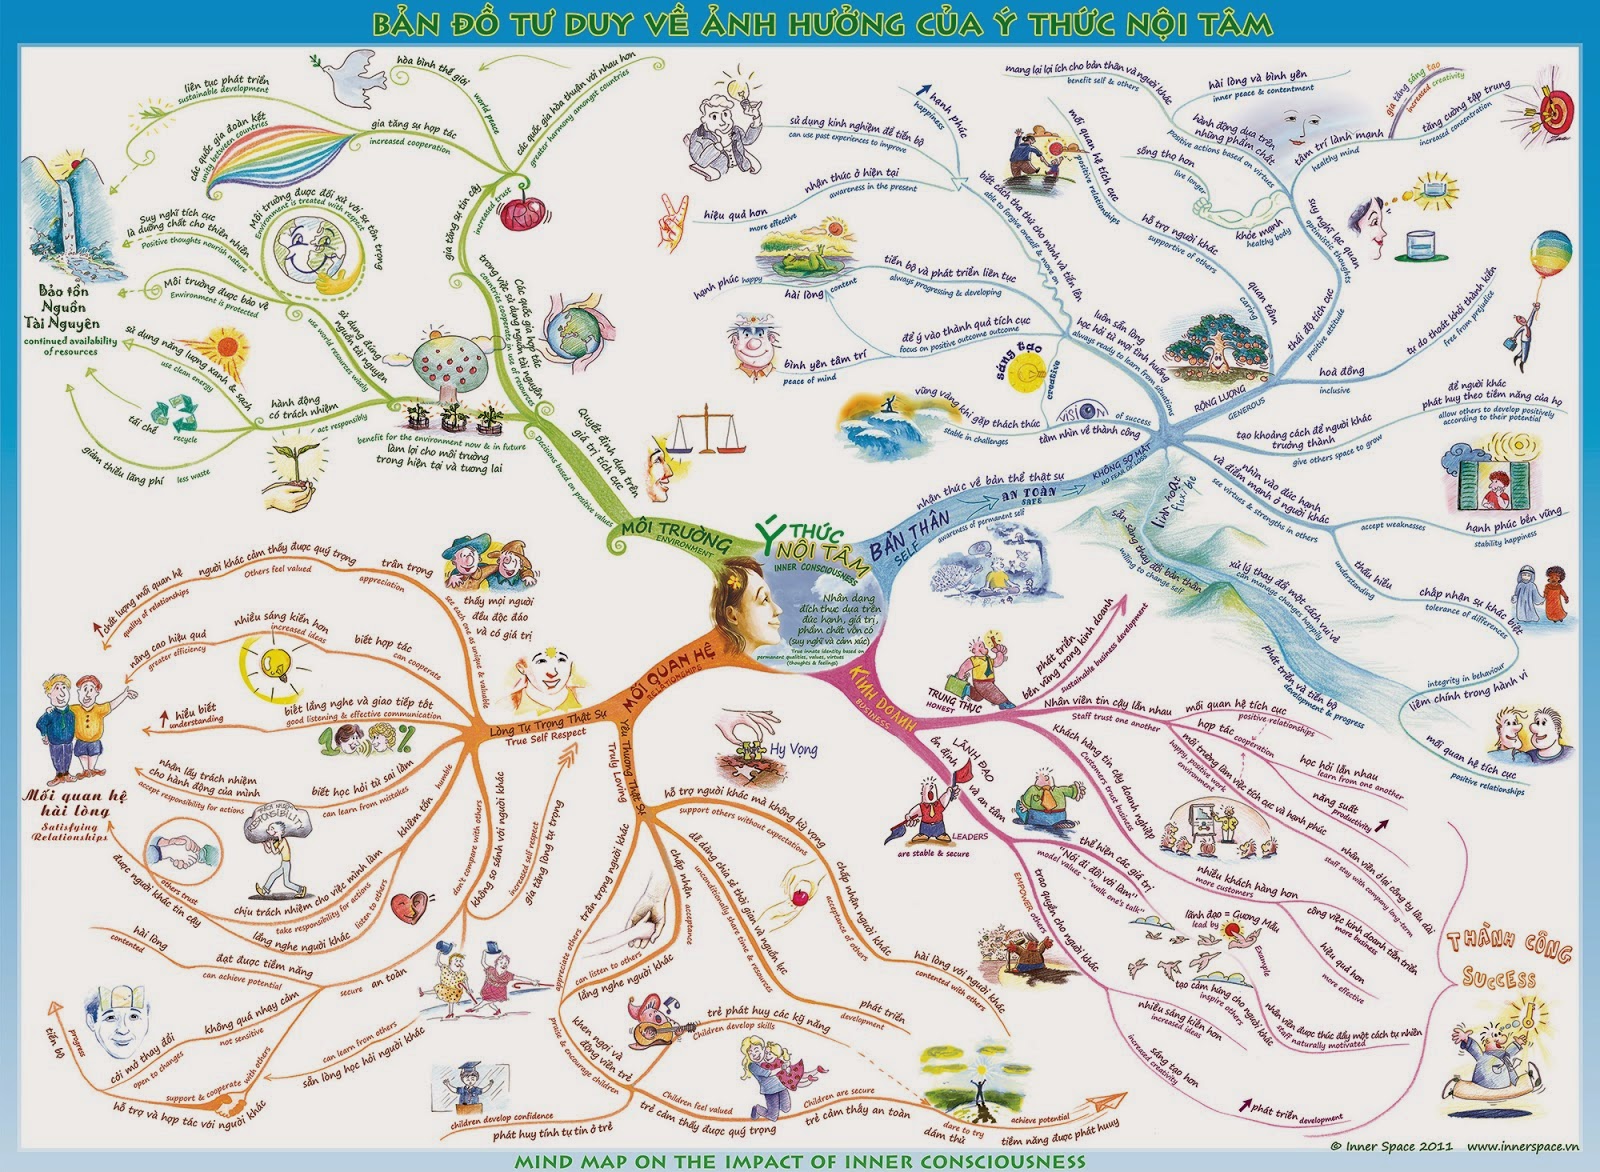 BẢN ĐỒ TƯ DUY VỀ ẢNH HƯỞNG CỦA Ý THỨC NỘI TÂM
Ý THỨC
NỘI TÂM
INNER CONSCIOUSNESS
Nhân dạng
đích thực dựa trên
đức hạnh, giá trị,
phẩm chất vốn có
(suy nghĩ và cảm xúc)
True innate identity based on
permanent qualities, values, virtues
(thoughts & feelings)
MÔI TRƯỜNG
ENVIRONMENT
Quyết định dựa trên
giá trị tích cực
Decisions based on positive values
Các quốc gia hợp tác
trong việc sử dụng nguồn tài nguyên
countries cooperate in use of resources
gia tăng sự tin cậy
increased trust
các quốc gia hòa thuận với nhau hơn
greater harmony amongst countries
hòa bình thế giới
world peace
gia tăng sự hợp tác
increased cooperation
các quốc gia đoàn kết
unity between countries
liên tục phát triển
sustainable development
Môi trường được đối xử với sự tôn trọng
Environment is treated with respect
Suy nghĩ tích cực
là dưỡng chất cho thiên nhiên
Positive thoughts nourish nature
Môi trường được bảo vệ
Environment is protected
Bảo tồn
Nguồn
Tài Nguyên
continued availability
of resources
sử dụng đúng
nguồn tài nguyên
use world resources wisely
sử dụng năng lượng xanh & sạch
use clean energy
hành động
có trách nhiệm
act responsibly
tái chế
recycle
giảm thiểu lãng phí
less waste
benefit for the environment now & in future
làm lợi cho môi trường
trong hiện tại và tương lai
BẢN THÂN
SELF
nhận thức về bản thể thật sự
awareness of permanent self
AN TOÀN
SAFE
KHÔNG SỢ MẤT
NO FEAR OF LOSS
sử dụng kinh nghiệm để tiến bộ
can use past experiences to improve
hạnh phúc
happiness
nhận thức ở hiện tại
awareness in the present
hiệu quả hơn
more effective
biết cách tha thứ cho mình và tiến lên
able to forgive oneself & move on
tiến bộ và phát triển liên tục
always progressing & developing
hạnh phúc happy
hài lòng content
để ý vào thành quả tích cực
focus on positive outcome
bình yên tâm trí
peace of mind
luôn sẵn lòng
học hỏi từ mọi tình huống
always ready to learn from situations
sáng tạo
creative
VISION
of success
tầm nhìn về thành công
vững vàng khi gặp thách thức
stable in challenges
RỘNG LƯỢNG
GENEROUS
quan tâm
caring
hỗ trợ người khác
supportive of others
mối quan hệ tích cực
positive relationships
mang lại lợi ích cho bản thân và người khác
benefit self & others
hài lòng và bình yên
inner peace & contentment
hành động dựa trên
những phẩm chất
positive actions based on virtues
sống thọ hơn
live longer
khỏe mạnh
healthy body
tâm trí lành mạnh
healthy mind
gia tăng sáng tạo
increased creativity
tăng cường tập trung
increased concentration
suy nghĩ lạc quan
optimistic thoughts
thái độ tích cực
positive attitude
hoà đồng
inclusive
tự do thoát khỏi thành kiến
free from prejudice
tạo khoảng cách để người khác
trưởng thành
give others space to grow
để người khác
phát huy theo tiềm năng của họ
allow others to develop positively
according to their potential
nhìn vào đức hạnh
và điểm mạnh ở người khác
see virtues & strengths in others
accept weaknesses
hạnh phúc bền vững
stability happiness
thấu hiểu
understanding
chấp nhận sự khác biệt
tolerance of differences
linh hoạt
flexible
sẵn sàng thay đổi bản thân
willing to change self
xử lý thay đổi một cách vui vẻ
can manage changes happily
phát triển và tiến bộ
development & progress
integrity in behaviour
liêm chính trong hành vi
mối quan hệ tích cực
positive relationships
KINH DOANH
BUSINESS
TRUNG THỰC
HONEST
phát triển
bền vững trong kinh doanh
sustainable business development
Nhân viên tin cậy lẫn nhau
Staff trust one another
mối quan hệ tích cực
positive relationships
hợp tác
cooperation
môi trường làm việc tích cực và hạnh phúc
happy, positive work
environment
học hỏi lẫn nhau
learn from one another
năng suất
productivity
nhân viên ở lại công ty lâu dài
staff stay with company long-term
Khách hàng tin cậy doanh nghiệp
Customers trust business
nhiều khách hàng hơn
more customers
công việc kinh doanh tiến triển
more business
hiệu quả hơn
more effective
LÃNH ĐẠO
ổn định
và an tâm
LEADERS
are stable & secure
thể hiện các giá trị
"Nói đi đôi với làm"
model values - "walk one's talk"
lãnh đạo = Gương Mẫu
lead by Example
tạo cảm hứng cho người khác
inspire others
nhân viên được thúc đẩy một cách tự nhiên
staff naturally motivated
trao quyền cho người khác
EMPOWER others
nhiều sáng kiến hơn
increased ideas
sáng tạo hơn
increased creativity
phát triển development
THÀNH CÔNG
SUCCESS
MỐI QUAN HỆ
RELATIONSHIPS
Lòng Tự Trọng Thật Sự
True Self Respect
Yêu Thương Thật Sự
Truly Loving
Hy Vọng
thấy mọi người
đều độc đáo
và có giá trị
see each one as unique & valuable
trân trọng
appreciation
người khác cảm thấy được quý trọng
Others feel valued
chất lượng mối quan hệ
quality of relationships
biết hợp tác
can cooperate
nhiều sáng kiến hơn
increased ideas
nâng cao hiệu quả
greater efficiency
biết lắng nghe và giao tiếp tốt
good listening & effective communication
hiểu biết
understanding
100%
biết học hỏi từ sai lầm
can learn from mistakes
nhận lấy trách nhiệm
cho hành động của mình
accept responsibility for actions
Mối quan hệ
hài lòng
Satisfying
Relationships
khiêm tốn
humble
RESPONSIBILITY
chịu trách nhiệm cho việc mình làm
take responsibility for actions
others trust
được người khác tin cậy
listen to others
lắng nghe người khác
không so sánh với người khác
don't compare with others
increased self respect
gia tăng lòng tự trọng
an toàn
secure
đạt được tiềm năng
can achieve potential
hài lòng
contented
không quá nhạy cảm
not sensitive
cởi mở thay đổi
open to changes
progress
tiến bộ
support & cooperate with others
hỗ trợ và hợp tác với người khác
can learn from others
sẵn lòng học hỏi người khác
hỗ trợ người khác mà không kỳ vọng
support others without expectations
chấp nhận người khác
acceptance of others
hài lòng với người khác
contented with others
dễ dàng chia sẻ thời gian và nguồn lực
unconditionally share time & resources
phát triển
development
chấp nhận
acceptance
can listen to others
lắng nghe người khác
trân trọng người khác
appreciate others
khen ngợi và
động viên trẻ
praise & encourage children
trẻ phát huy các kỹ năng
Children develop skills
Children feel valued
trẻ cảm thấy được quý trọng
Children are secure
trẻ cảm thấy an toàn
dare to try
dám thử
achieve potential
tiềm năng được phát huuy
children develop confidence
phát huy tính tự tin ở trẻ
© Inner Space 2011 www.innerspace.vn
MIND MAP ON THE IMPACT OF INNER CONSCIOUSNESS